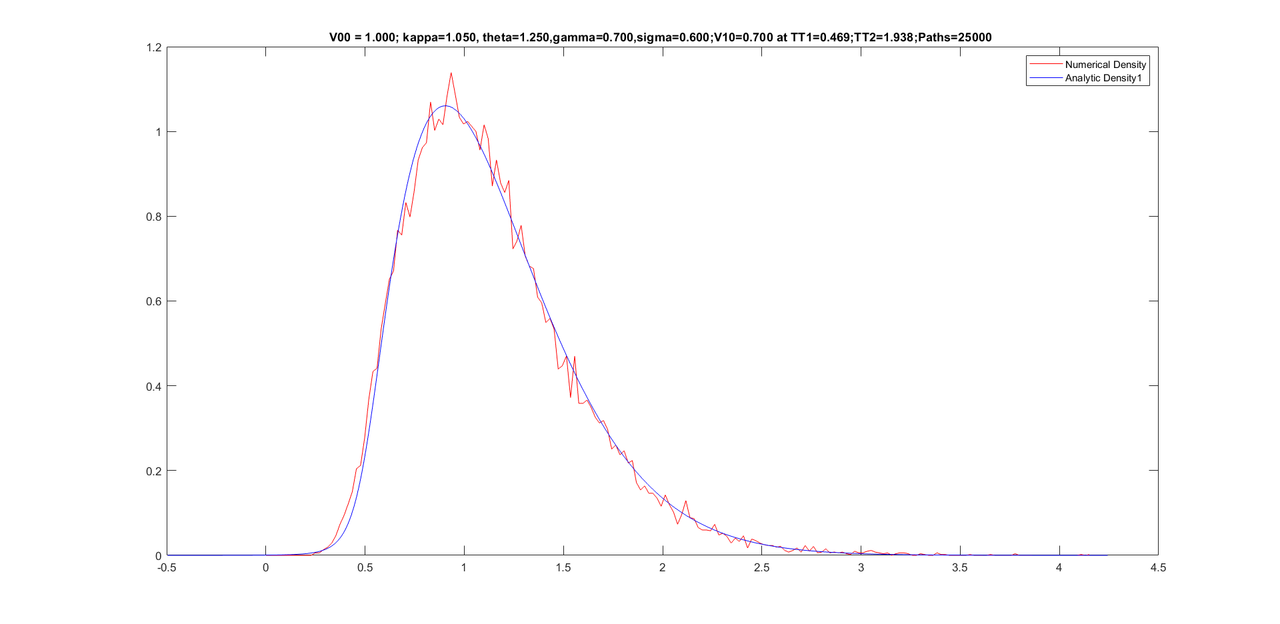 V00 = 1.000; kappa=1.050, theta=1.250,gamma=0.700,sigma=0.600;V10=0.700 at TT1=0.469;TT2=1.938;Paths=25000
Numerical Density
Analytic Density1
1.2
1
0.8
0.6
0.4
0.2
0
-0.5 0 0.5 1 1.5 2 2.5 3 3.5 4 4.5